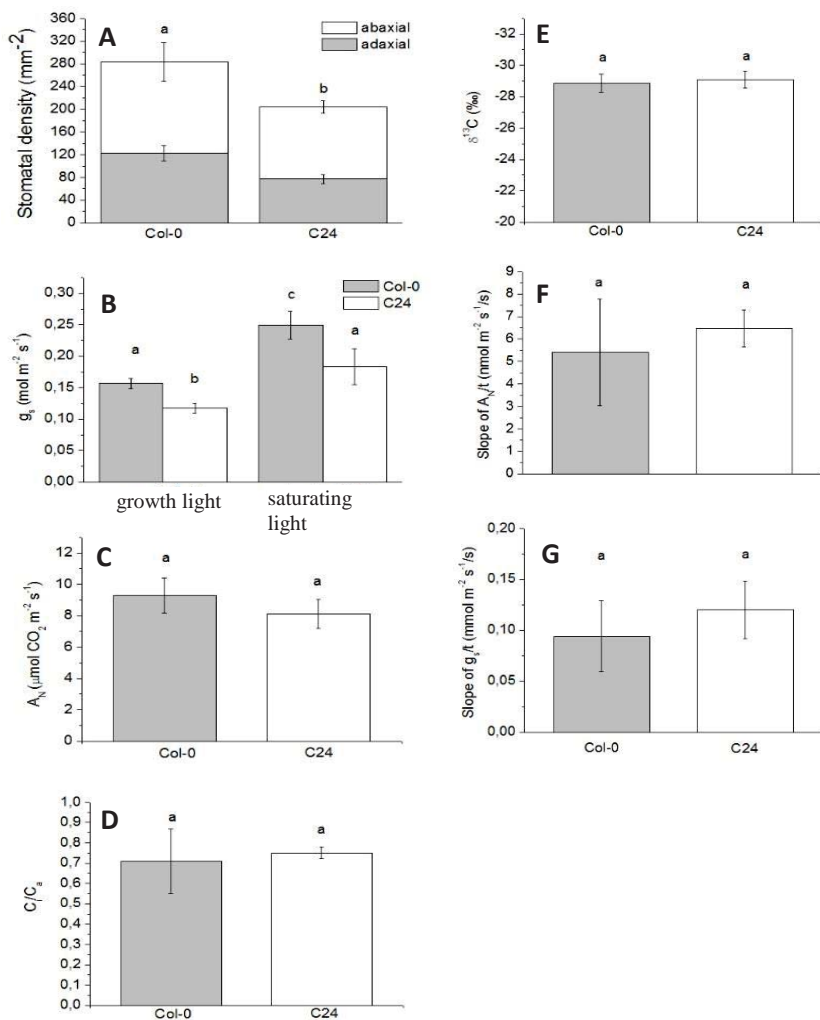 A
abaxial
adaxial
a
b
Stomatal density (mm⁻²)
360
320
280
240
200
160
120
80
40
0
Col-0 C24
B
Col-0
C24
a
b
c
a
gₛ (mol m⁻² s⁻¹)
0,30
0,25
0,20
0,15
0,10
0,05
0,00
growth light saturating
light
C
a a
A_N (μmol CO₂ m⁻² s⁻¹)
12
10
8
6
4
2
0
Col-0 C24
D
a a
Cᵢ/Cₐ
1,0
0,9
0,8
0,7
0,6
0,5
0,4
0,3
0,2
0,1
0,0
Col-0 C24
E
a a
δ¹³C (‰)
-30
-28
-26
-24
-22
-20
Col-0 C24
F
a a
Slope of A_N/t (nmol m⁻² s⁻¹/s)
9
8
7
6
5
4
3
2
1
0
Col-0 C24
G
a a
Slope of gₛ/t (mmol m⁻² s⁻¹/s)
0,20
0,15
0,10
0,05
0,00
Col-0 C24